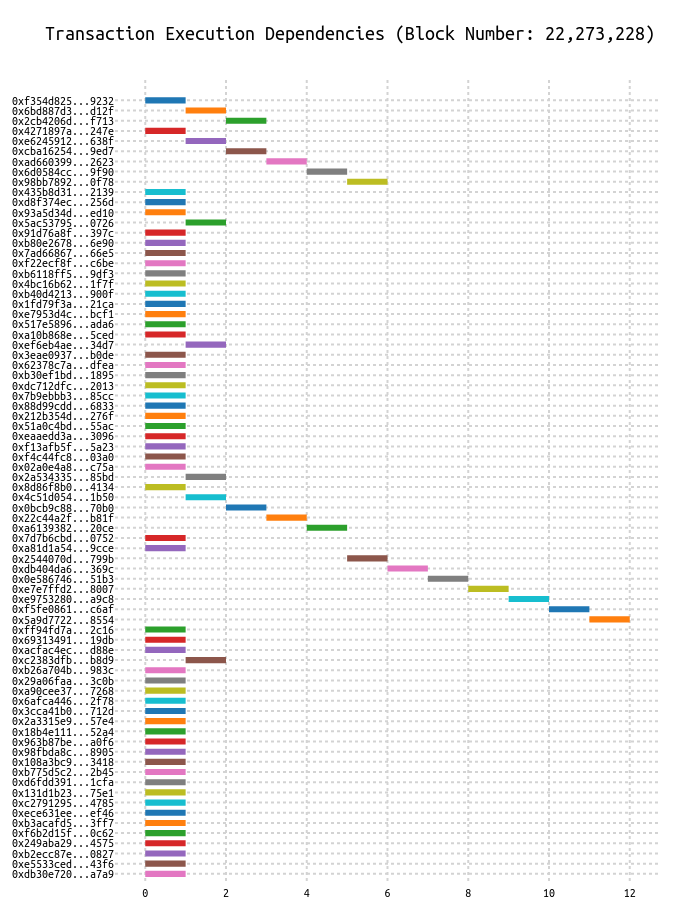 Transaction Execution Dependencies (Block Number: 22,273,228)
0xf354d825...9232
0x6bd887d3...d12f
0x2cb4206d...f713
0x4271897a...247e
0xe6245912...638f
0xcba16254...9ed7
0xad660399...2623
0x6d0584cc...9f90
0x98bb7892...0f78
0x435b8d31...2139
0xd8f374ec...256d
0x93a5d34d...ed10
0x5ac53795...0726
0x91d76a8f...397c
0xb80e2678...6e90
0x7ad66867...66e5
0xf22ecf8f...c6be
0xb6118ff5...9df3
0x4bc16b62...1f7f
0xb40d4213...900f
0x1fd79f3a...21ca
0xe7953d4c...bcf1
0x517e5896...ada6
0xa10b868e...5ced
0xef6eb4ae...34d7
0x3eae0937...b0de
0x62378c7a...dfea
0xb30ef1bd...1895
0xdc712dfc...2013
0x7b9ebbb3...85cc
0x88d99cdd...6833
0x212b354d...276f
0x51a0c4bd...55ac
0xeaaedd3a...3096
0xf13afb5f...5a23
0xf4c44fc8...03a0
0x02a0e4a8...c75a
0x2a534335...85bd
0x8d86f8b0...4134
0x4c51d054...1b50
0x0bcb9c88...70b0
0x22c44a2f...b81f
0xa6139382...20ce
0x7d7b6cbd...0752
0xa81d1a54...9cce
0x2544070d...799b
0xdb404da6...369c
0x0e586746...51b3
0xe7e7ffd2...8007
0xe9753280...a9c8
0xf5fe0861...c6af
0x5a9d7722...8554
0xff94fd7a...2c16
0x69313491...19db
0xacfac4ec...d88e
0xc2383dfb...b8d9
0xb26a704b...983c
0x29a06faa...3c0b
0xa90cee37...7268
0x6afca446...2f78
0x3cca41b0...712d
0x2a3315e9...57e4
0x18b4e111...52a4
0x963b87be...a0f6
0x98fbda8c...8905
0x108a3bc9...3418
0xb775d5c2...2b45
0xd6fdd391...1cfa
0x131d1b23...75e1
0xc2791295...4785
0xece631ee...ef46
0xb3acafd5...3ff7
0xf6b2d15f...0c62
0x249aba29...4575
0xb2ecc87e...0827
0xe5533ced...43f6
0xdb30e720...a7a9
0 2 4 6 8 10 12